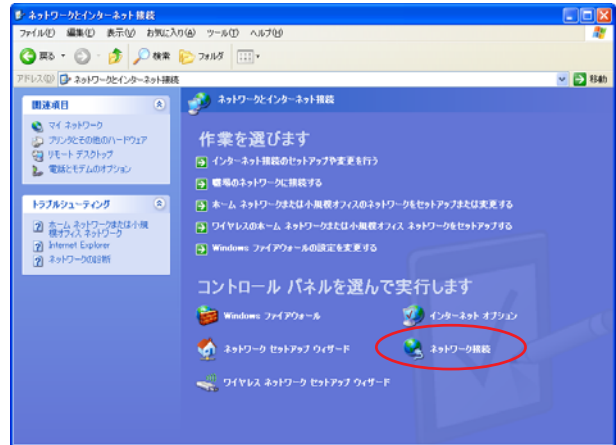 ネットワークとインターネット接続
ファイル(F) 編集(E) 表示(V) お気に入り(A) ツール(T) ヘルプ(H)
戻る 検索 フォルダ
アドレス(D) ネットワークとインターネット接続 移動
関連項目
マイ ネットワーク
プリンタとその他のハードウェア
リモート デスクトップ
電話とモデムのオプション
トラブルシューティング
ホーム ネットワークまたは小規
模オフィス ネットワーク
Internet Explorer
ネットワークの診断
ネットワークとインターネット接続
作業を選びます
インターネット接続のセットアップや変更を行う
職場のネットワークに接続する
ホーム ネットワークまたは小規模オフィスのネットワークをセットアップまたは変更する
ワイヤレスのホーム ネットワークまたは小規模オフィス ネットワークをセットアップする
Windows ファイアウォールの設定を変更する
コントロール パネルを選んで実行します
Windows ファイアウォール
インターネット オプション
ネットワーク セットアップ ウィザード
ネットワーク接続
ワイヤレス ネットワーク セットアップ ウィザード